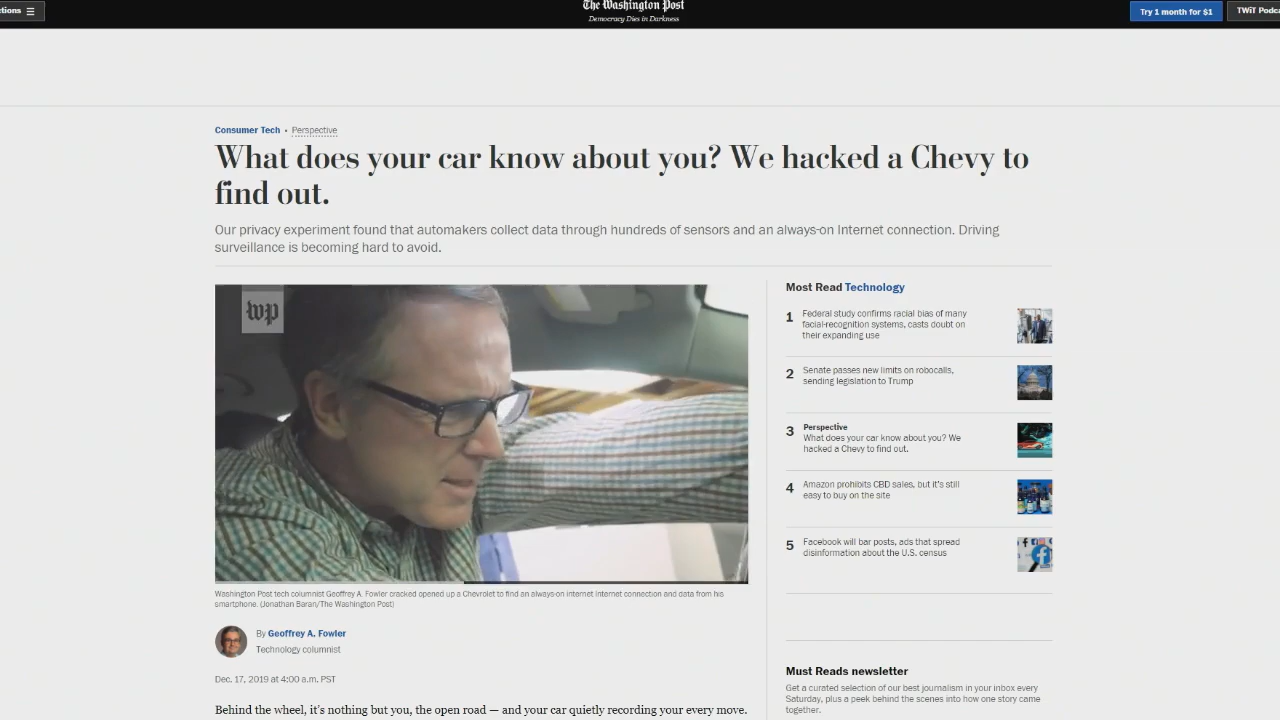 ctions
The Washington Post
Democracy Dies in Darkness
Try 1 month for $1
TWiT Podca
Consumer Tech • Perspective
What does your car know about you? We hacked a Chevy to
find out.
Our privacy experiment found that automakers collect data through hundreds of sensors and an always-on Internet connection. Driving
surveillance is becoming hard to avoid.
wp
Washington Post tech columnist Geoffrey A. Fowler cracked opened up a Chevrolet to find an always-on internet Internet connection and data from his
smartphone. (Jonathan Baran/The Washington Post)
By Geoffrey A. Fowler
Technology columnist
Dec. 17, 2019 at 4:00 a.m. PST
Behind the wheel, it's nothing but you, the open road — and your car quietly recording your every move.
Most Read Technology
1 Federal study confirms racial bias of many
facial-recognition systems, casts doubt on
their expanding use
2 Senate passes new limits on robocalls,
sending legislation to Trump
3 Perspective
What does your car know about you? We
hacked a Chevy to find out.
4 Amazon prohibits CBD sales, but it's still
easy to buy on the site
5 Facebook will bar posts, ads that spread
disinformation about the U.S. census
Must Reads newsletter
Get a curated selection of our best journalism in your inbox every
Saturday, plus a peek behind the scenes into how one story came
together.